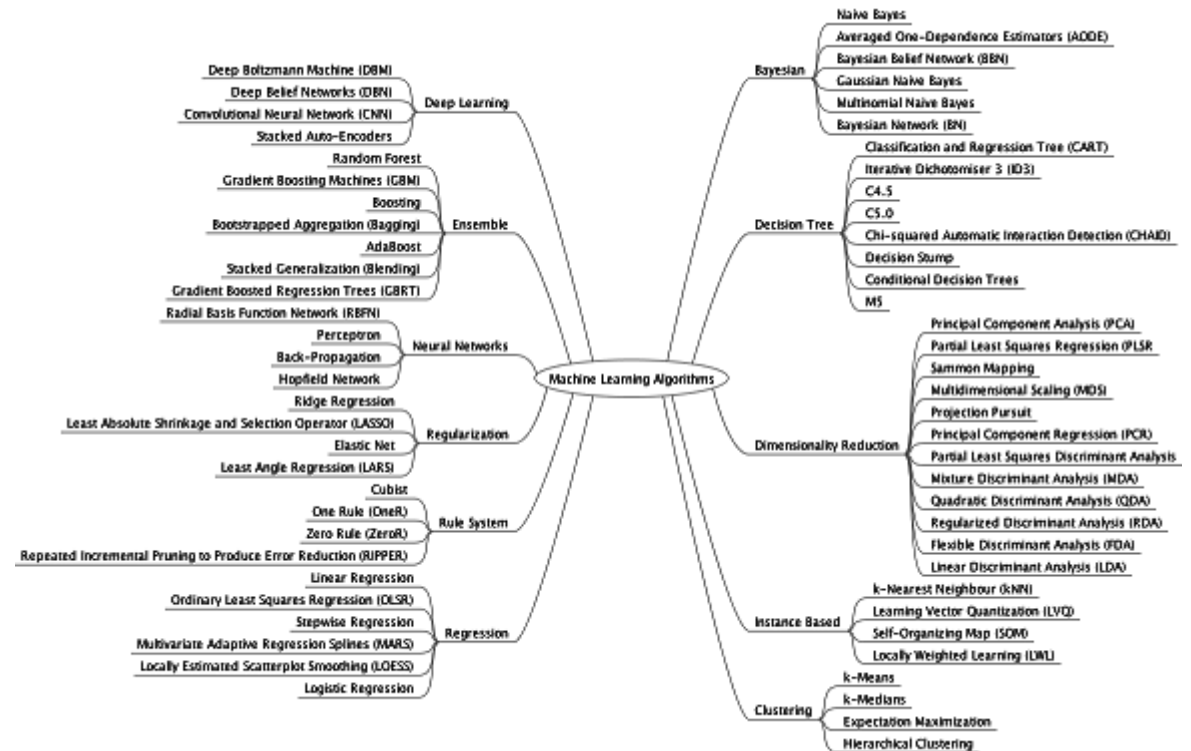 Deep Boltzmann Machine (DBM)
Deep Belief Networks (DBN)
Convolutional Neural Network (CNN)
Stacked Auto-Encoders
Deep Learning
Random Forest
Gradient Boosting Machines (GBM)
Boosting
Bootstrapped Aggregation (Bagging)
AdaBoost
Stacked Generalization (Blending)
Gradient Boosted Regression Trees (GBRT)
Ensemble
Radial Basis Function Network (RBFN)
Perceptron
Back-Propagation
Hopfield Network
Neural Networks
Ridge Regression
Least Absolute Shrinkage and Selection Operator (LASSO)
Elastic Net
Least Angle Regression (LARS)
Regularization
Cubist
One Rule (OneR)
Zero Rule (ZeroR)
Repeated Incremental Pruning to Produce Error Reduction (RIPPER)
Rule System
Linear Regression
Ordinary Least Squares Regression (OLSR)
Stepwise Regression
Multivariate Adaptive Regression Splines (MARS)
Locally Estimated Scatterplot Smoothing (LOESS)
Logistic Regression
Regression
Machine Learning Algorithms
Bayesian
Naive Bayes
Averaged One-Dependence Estimators (AODE)
Bayesian Belief Network (BBN)
Gaussian Naive Bayes
Multinomial Naive Bayes
Bayesian Network (BN)
Decision Tree
Classification and Regression Tree (CART)
Iterative Dichotomiser 3 (ID3)
C4.5
C5.0
Chi-squared Automatic Interaction Detection (CHAID)
Decision Stump
Conditional Decision Trees
M5
Dimensionality Reduction
Principal Component Analysis (PCA)
Partial Least Squares Regression (PLSR
Sammon Mapping
Multidimensional Scaling (MDS)
Projection Pursuit
Principal Component Regression (PCR)
Partial Least Squares Discriminant Analysis
Mixture Discriminant Analysis (MDA)
Quadratic Discriminant Analysis (QDA)
Regularized Discriminant Analysis (RDA)
Flexible Discriminant Analysis (FDA)
Linear Discriminant Analysis (LDA)
Instance Based
k-Nearest Neighbour (kNN)
Learning Vector Quantization (LVQ)
Self-Organizing Map (SOM)
Locally Weighted Learning (LWL)
Clustering
k-Means
k-Medians
Expectation Maximization
Hierarchical Clustering